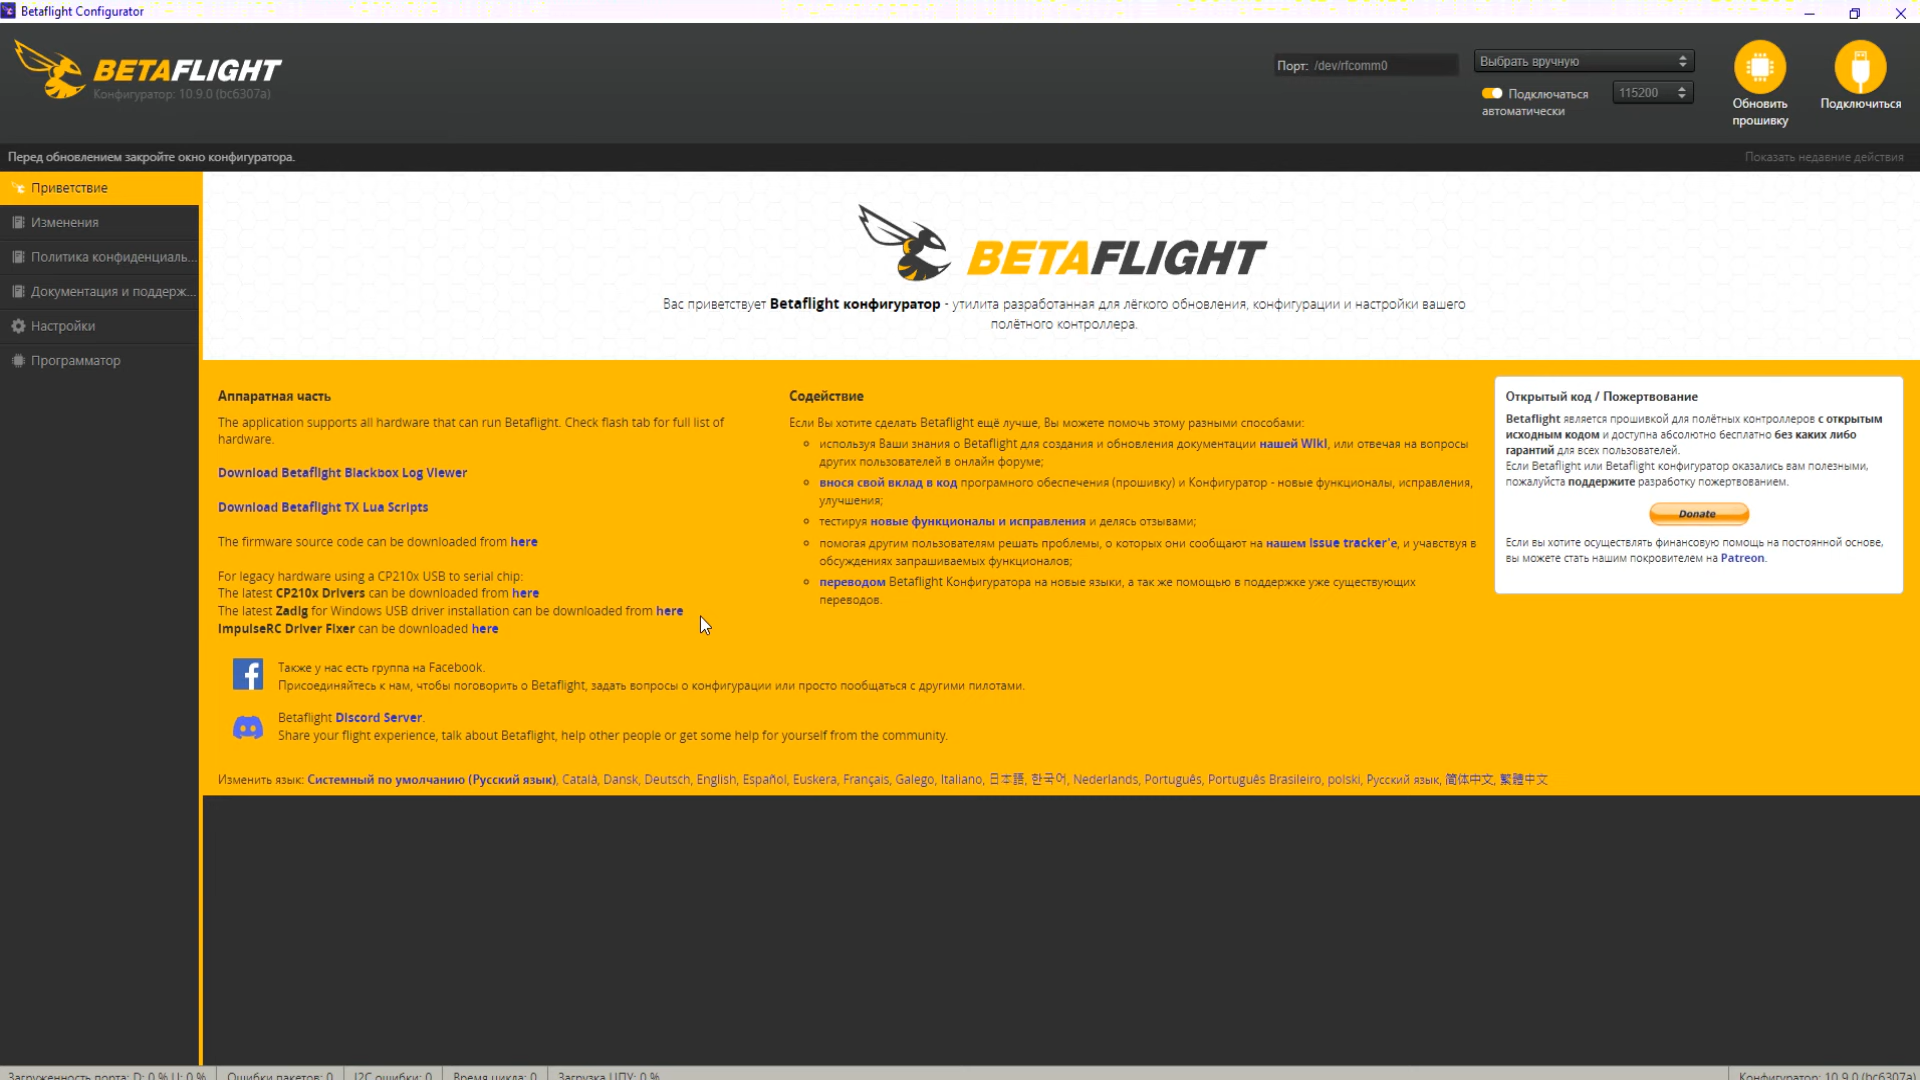 Betaflight Configurator
BETAFLIGHT
Конфигуратор: 10.9.0 (bc6307a)
Порт: /dev/rfcomm0
Выбрать вручную
Подключаться
автоматически
115200
Обновить
прошивку
Подключиться
Перед обновлением закройте окно конфигуратора.
Показать недавние действия
Приветствие
Изменения
Политика конфиденциаль...
Документация и поддерж...
Настройки
Программатор
BETAFLIGHT
Вас приветствует Betaflight конфигуратор - утилита разработанная для лёгкого обновления, конфигурации и настройки вашего
полётного контроллера.
Аппаратная часть
The application supports all hardware that can run Betaflight. Check flash tab for full list of
hardware.
Download Betaflight Blackbox Log Viewer
Download Betaflight TX Lua Scripts
The firmware source code can be downloaded from here
For legacy hardware using a CP210x USB to serial chip:
The latest CP210x Drivers can be downloaded from here
The latest Zadig for Windows USB driver installation can be downloaded from here
ImpulseRC Driver Fixer can be downloaded here
Содействие
Если Вы хотите сделать Betaflight ещё лучше, Вы можете помочь этому разными способами:
используя Ваши знания о Betaflight для создания и обновления документации нашей Wiki, или отвечая на вопросы
других пользователей в онлайн форуме;
внося свой вклад в код програмного обеспечения (прошивку) и Конфигуратор - новые функционалы, исправления,
улучшения;
тестируя новые функционалы и исправления и делясь отзывами;
помогая другим пользователям решать проблемы, о которых они сообщают на нашем issue tracker'е, и учавствуя в
обсуждениях запрашиваемых функционалов;
переводом Betaflight Конфигуратора на новые языки, а так же помощью в поддержке уже существующих
переводов.
Открытый код / Пожертвование
Betaflight является прошивкой для полётных контроллеров с открытым
исходным кодом и доступна абсолютно бесплатно без каких либо
гарантий для всех пользователей.
Если Betaflight или Betaflight конфигуратор оказались вам полезными,
пожалуйста поддержите разработку пожертвованием.
Donate
Если вы хотите осуществлять финансовую помощь на постоянной основе,
вы можете стать нашим покровителем на Patreon.
Также у нас есть группа на Facebook.
Присоединяйтесь к нам, чтобы поговорить о Betaflight, задать вопросы о конфигурации или просто пообщаться с другими пилотами.
Betaflight Discord Server.
Share your flight experience, talk about Betaflight, help other people or get some help for yourself from the community.
Изменить язык: Системный по умолчанию (Русский язык), Català, Dansk, Deutsch, English, Español, Euskera, Français, Galego, Italiano, 日本語, 한국어, Nederlands, Português, Português Brasileiro, polski, Русский язык, 简体中文, 繁體中文
Загруженность порта: D: 0 % U: 0 %
Ошибки пакетов: 0
I2C ошибки: 0
Время цикла: 0
Загрузка ЦПУ: 0 %
Конфигуратор: 10.9.0 (bc6307a)